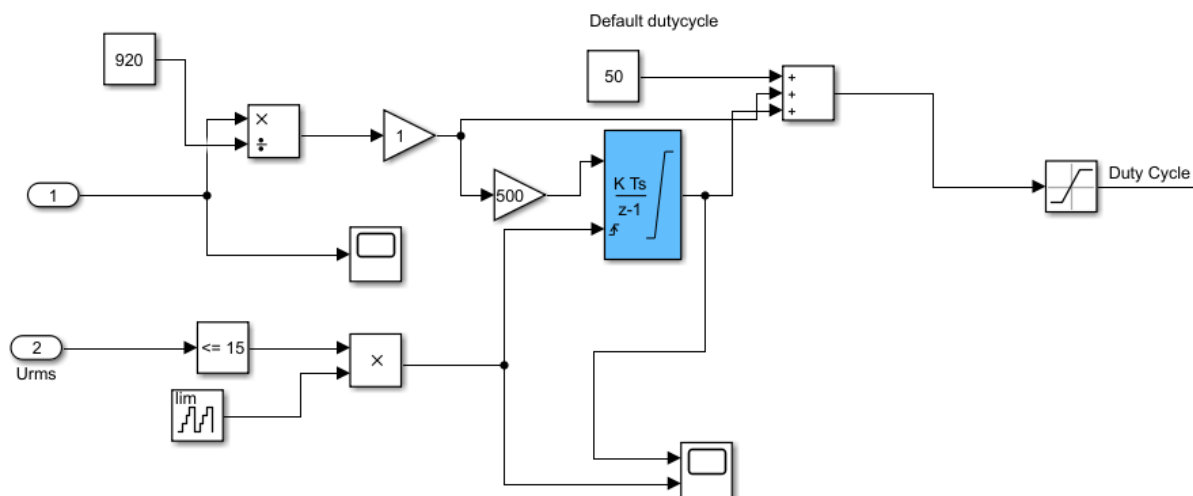 Default dutycycle
920
50
×
÷
+
+
+
1
500
K Ts
z-1
1
Duty Cycle
2
Urms
<= 15
×
lim